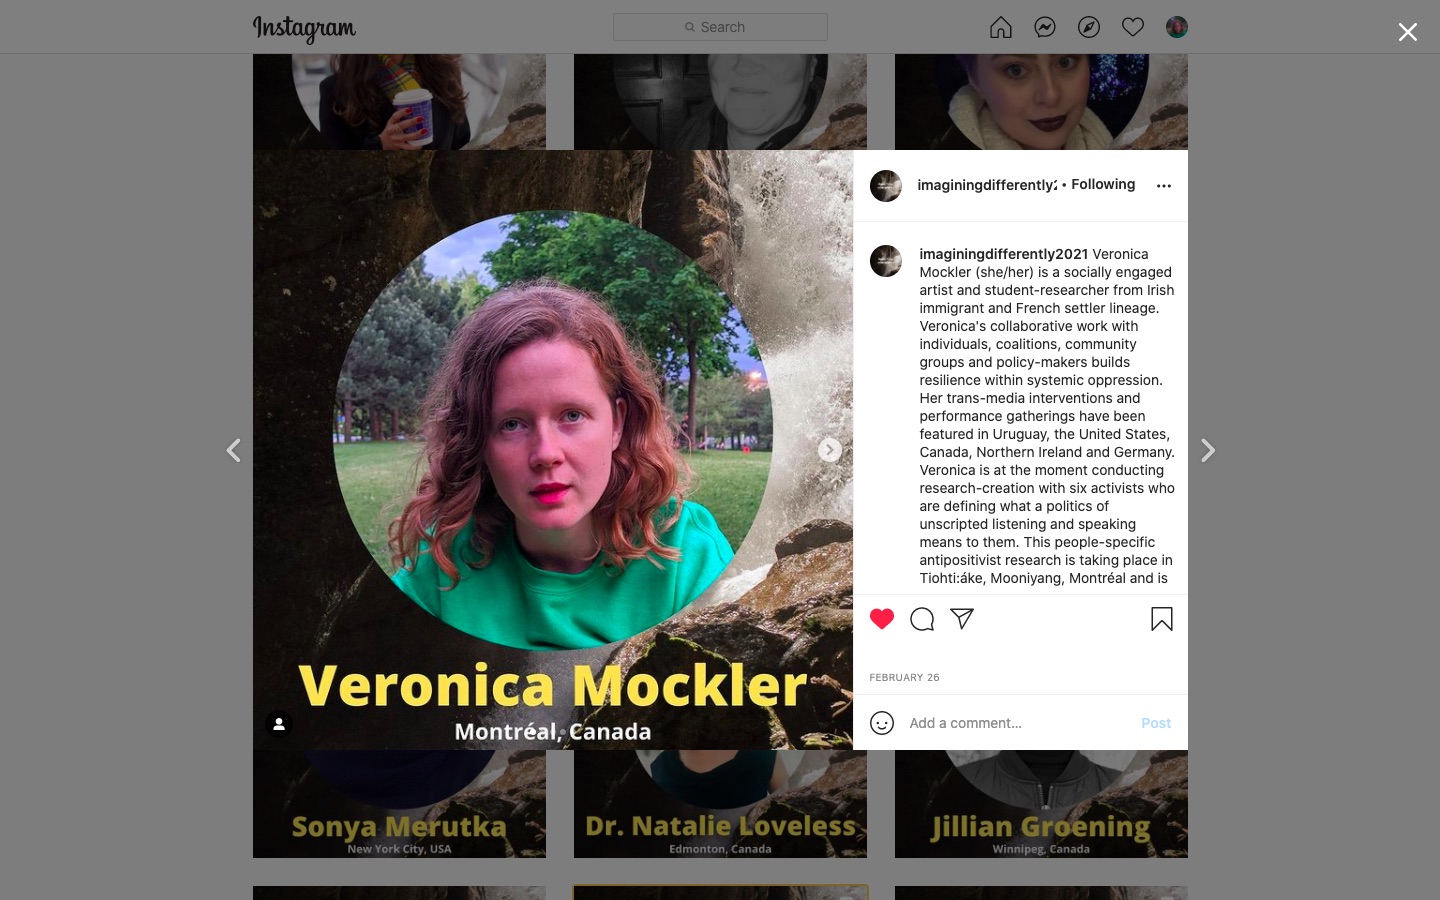 Instagram
Search
imaginingdifferently2 • Following
imaginingdifferently2021 Veronica
Mockler (she/her) is a socially engaged
artist and student-researcher from Irish
immigrant and French settler lineage.
Veronica's collaborative work with
individuals, coalitions, community
groups and policy-makers builds
resilience within systemic oppression.
Her trans-media interventions and
performance gatherings have been
featured in Uruguay, the United States,
Canada, Northern Ireland and Germany.
Veronica is at the moment conducting
research-creation with six activists who
are defining what a politics of
unscripted listening and speaking
means to them. This people-specific
antipositivist research is taking place in
Tiohti:áke, Mooniyang, Montréal and is
FEBRUARY 26
Add a comment... Post
Veronica Mockler
Montréal, Canada
Sonya Merutka
New York City, USA
Dr. Natalie Loveless
Edmonton, Canada
Jillian Groening
Winnipeg, Canada